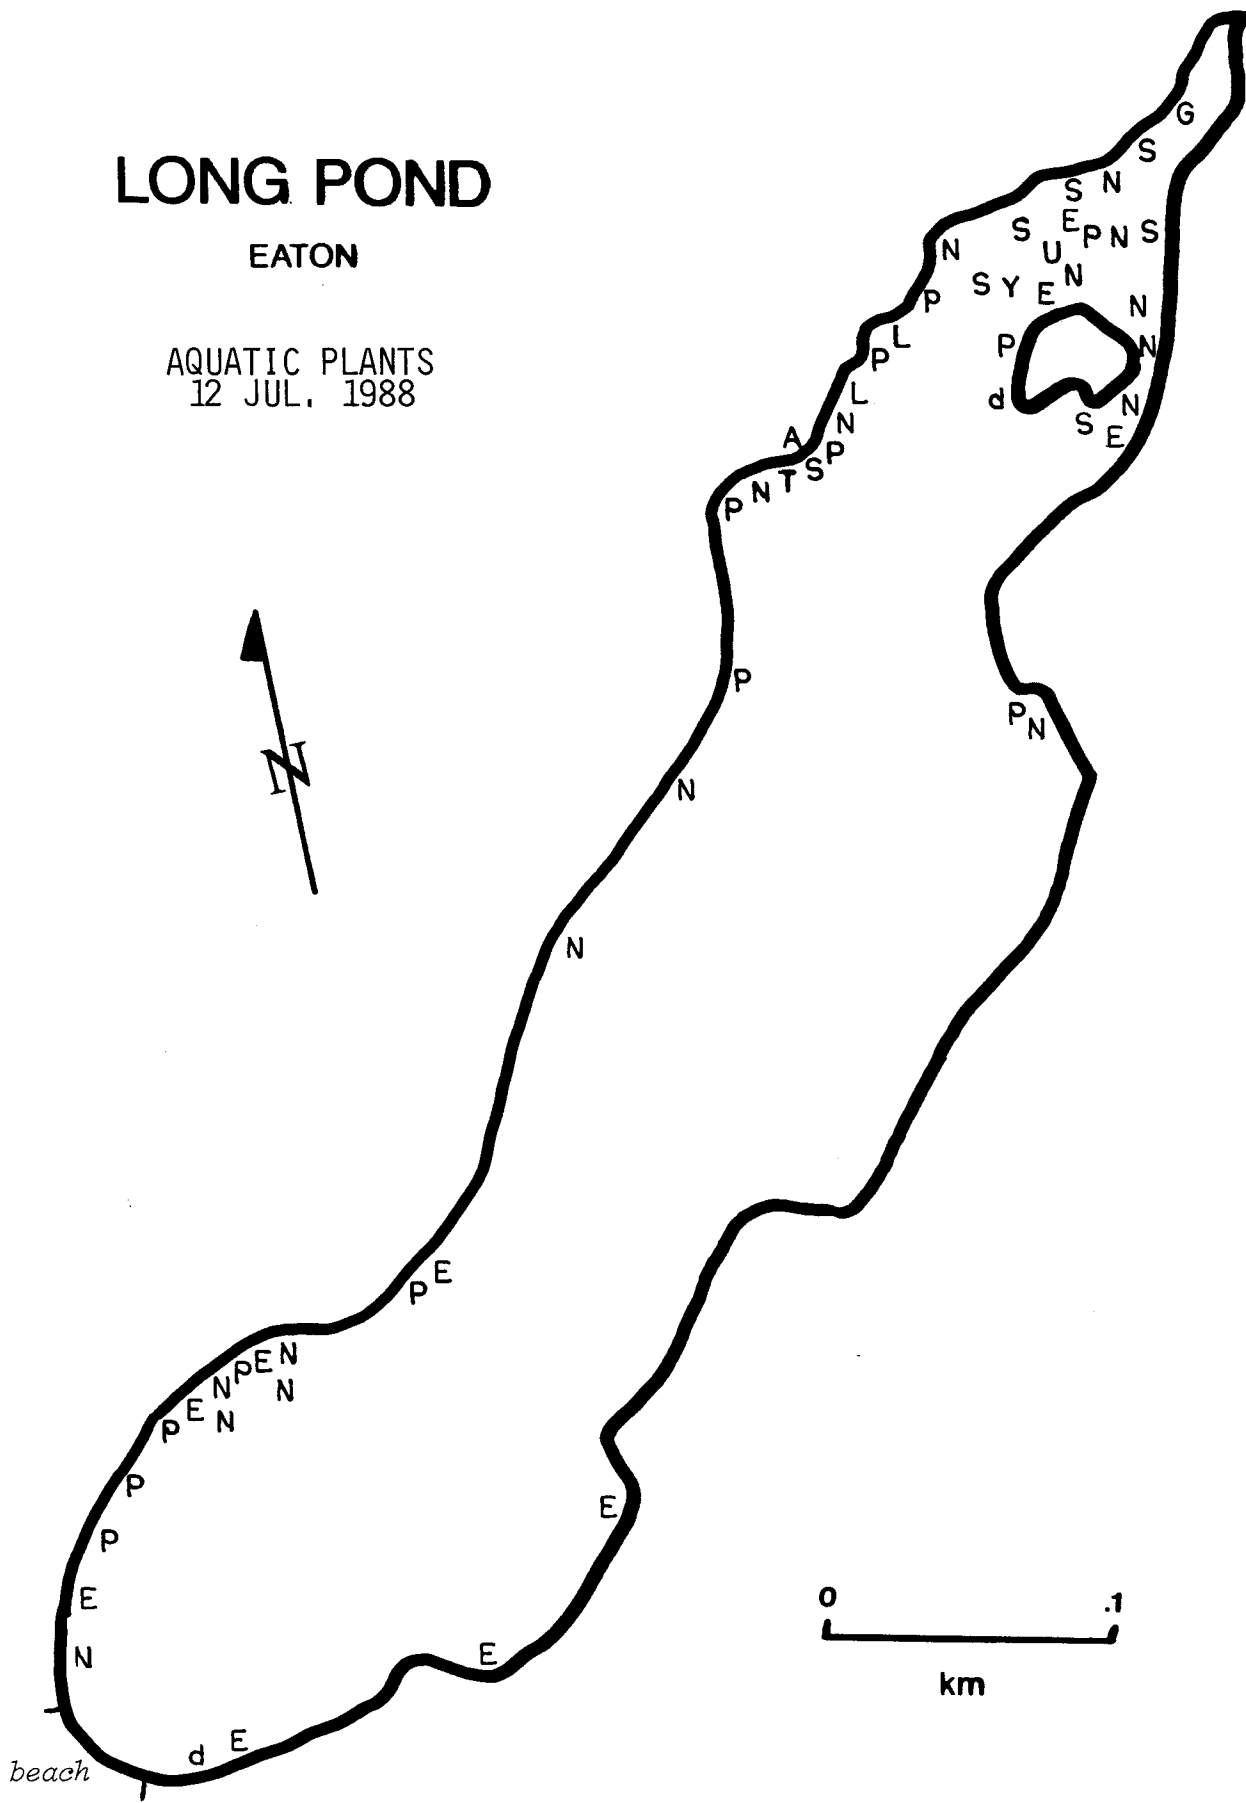 LONG POND
EATON
AQUATIC PLANTS
12 JUL. 1988
G
S
S N
S E P N S
N U N
S Y E
P N
L P N
P d
L N
N S E
A P
S
T
P N
P
P N
N
N
N
E
P
P E N
N N
E N
P
P
P
E
E
N
E
d E
beach
0 .1
km